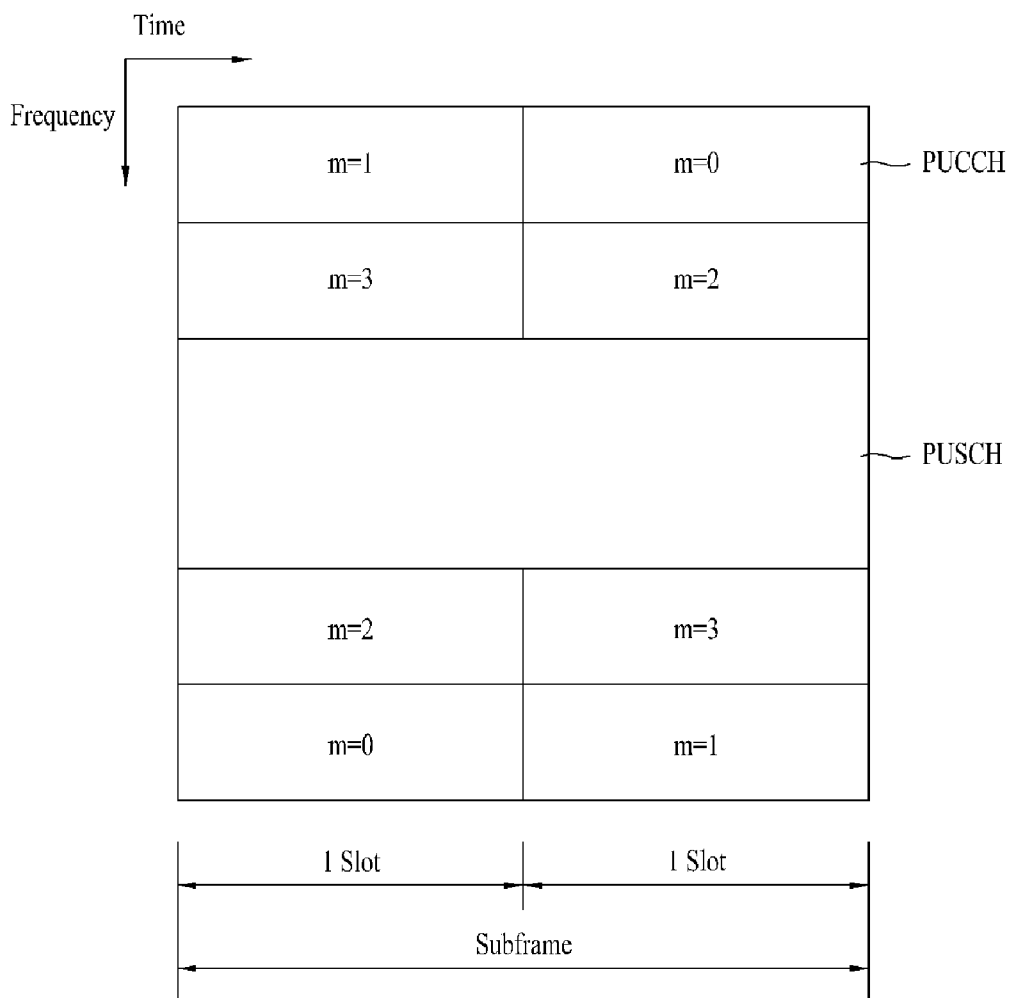 Time
Frequency
m=1
m=0
PUCCH
m=3
m=2
PUSCH
m=2
m=3
m=0
m=1
1 Slot
1 Slot
Subframe